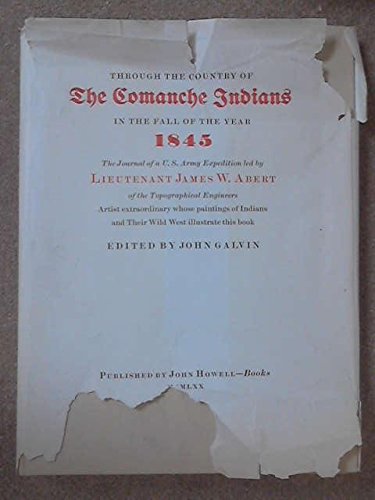 THROUGH THE COUNTRY OF
The Comanche Indians
IN THE FALL OF THE YEAR
1845
The Journal of a U. S. Army Expedition led by
LIEUTENANT JAMES W. ABERT
of the Topographical Engineers
Artist extraordinary whose paintings of Indians
and Their Wild West illustrate this book
EDITED BY JOHN GALVIN
PUBLISHED BY JOHN HOWELL—Books
MLXX